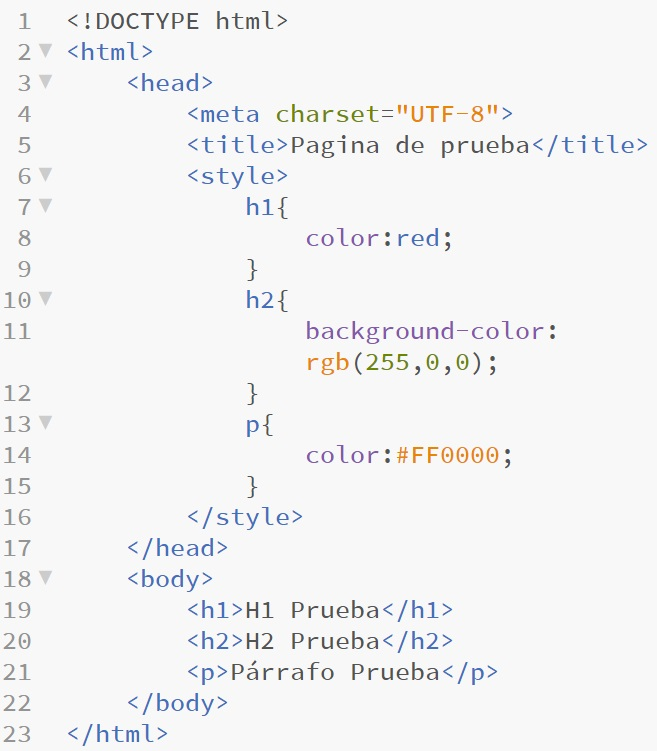 1 <!DOCTYPE html>
2 <html>
3 <head>
4 <meta charset="UTF-8">
5 <title>Pagina de prueba</title>
6 <style>
7 h1{
8 color:red;
9 }
10 h2{
11 background-color:
rgb(255,0,0);
12 }
13 p{
14 color:#FF0000;
15 }
16 </style>
17 </head>
18 <body>
19 <h1>H1 Prueba</h1>
20 <h2>H2 Prueba</h2>
21 <p>Párrafo Prueba</p>
22 </body>
23 </html>